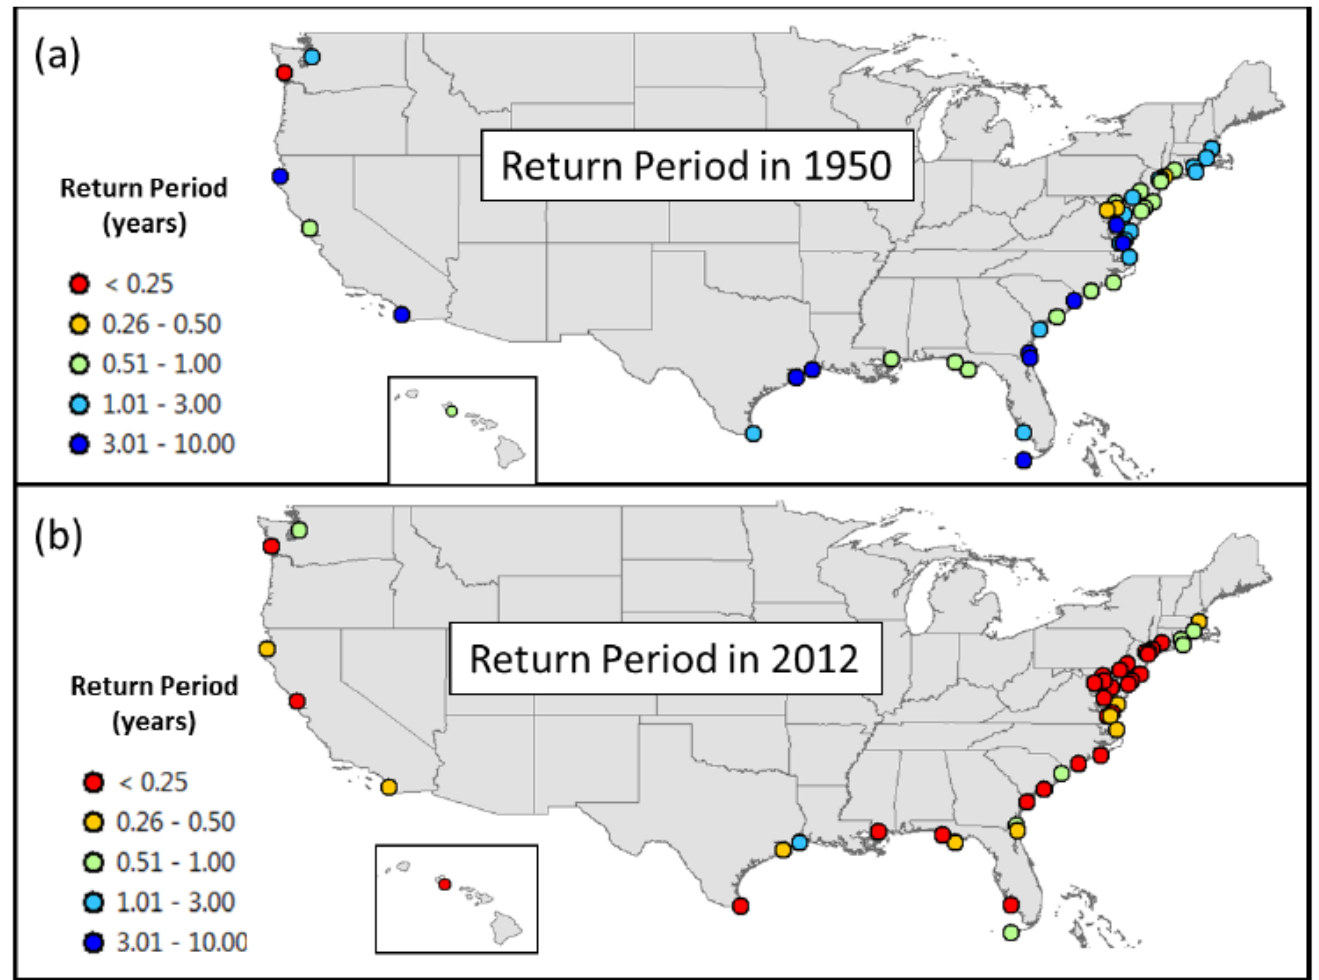 (a)
Return Period in 1950
Return Period
(years)
< 0.25
0.26 - 0.50
0.51 - 1.00
1.01 - 3.00
3.01 - 10.00
(b)
Return Period in 2012
Return Period
(years)
< 0.25
0.26 - 0.50
0.51 - 1.00
1.01 - 3.00
3.01 - 10.00